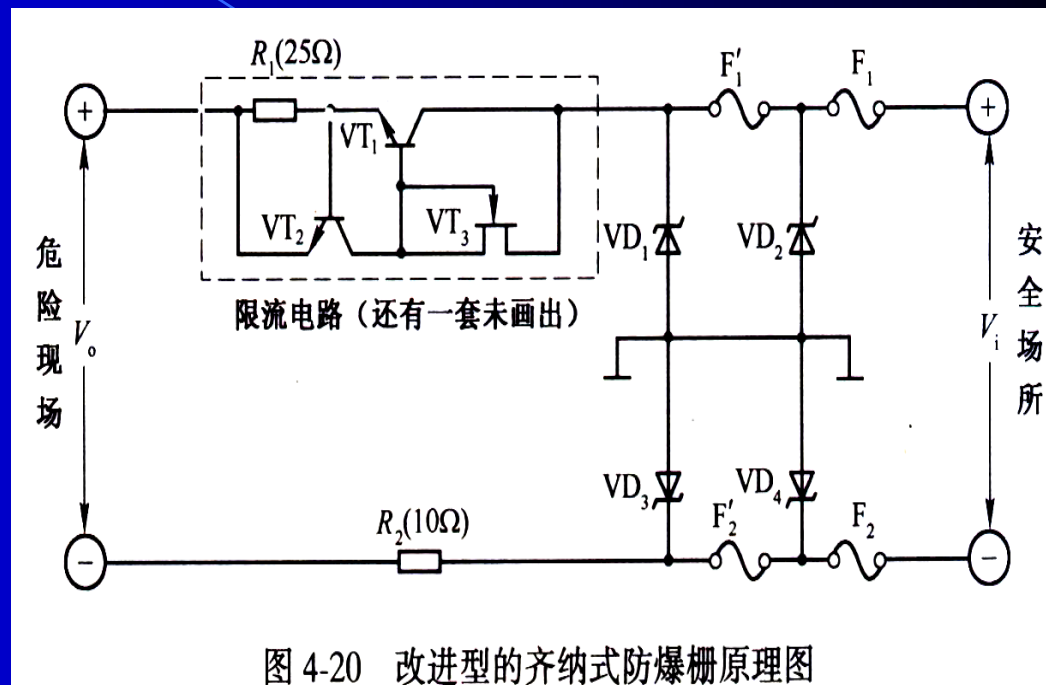 R₁(25Ω)
F′₁
F₁
+
+
VT₁
VT₂
VT₃
VD₁
VD₂
危险现场
Vₒ
限流电路（还有一套未画出）
安全场所
Vᵢ
VD₃
VD₄
R₂(10Ω)
F′₂
F₂
−
−
图 4-20 改进型的齐纳式防爆栅原理图